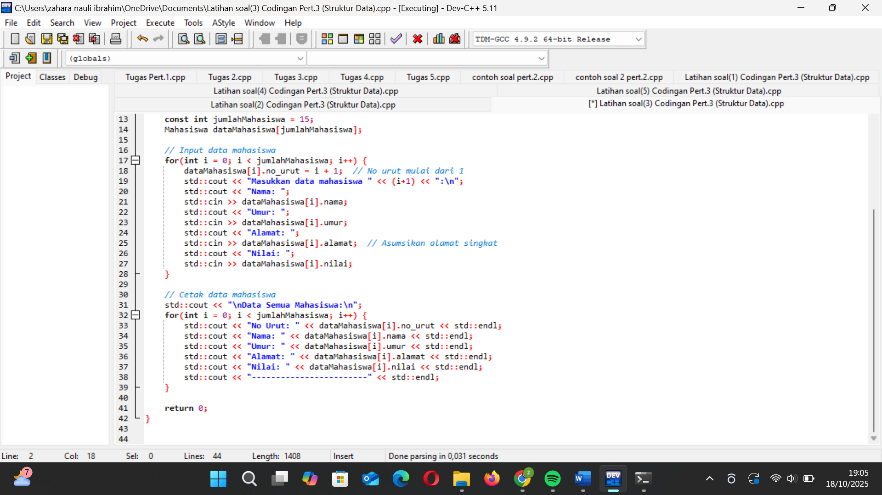 C:\Users\zahara nauli ibrahim\OneDrive\Documents\Latihan soal(3) Codingan Pert.3 (Struktur Data).cpp - [Executing] - Dev-C++ 5.11
File Edit Search View Project Execute Tools AStyle Window Help
TDM-GCC 4.9.2 64-bit Release
(globals)
Project Classes Debug
Tugas Pert.1.cpp Tugas 2.cpp Tugas 3.cpp Tugas 4.cpp Tugas 5.cpp contoh soal pert.2.cpp contoh soal 2 pert.2.cpp Latihan soal(1) Codingan Pert.3 (Struktur Data).cpp
Latihan soal(4) Codingan Pert.3 (Struktur Data).cpp Latihan soal(5) Codingan Pert.3 (Struktur Data).cpp
Latihan soal(2) Codingan Pert.3 (Struktur Data).cpp [*] Latihan soal(3) Codingan Pert.3 (Struktur Data).cpp
13 const int jumlahMahasiswa = 15;
14 Mahasiswa dataMahasiswa[jumlahMahasiswa];
15
16 // Input data mahasiswa
17 for(int i = 0; i < jumlahMahasiswa; i++) {
18 dataMahasiswa[i].no_urut = i + 1; // No urut mulai dari 1
19 std::cout << "Masukkan data mahasiswa " << (i+1) << ":\n";
20 std::cout << "Nama: ";
21 std::cin >> dataMahasiswa[i].nama;
22 std::cout << "Umur: ";
23 std::cin >> dataMahasiswa[i].umur;
24 std::cout << "Alamat: ";
25 std::cin >> dataMahasiswa[i].alamat; // Asumsikan alamat singkat
26 std::cout << "Nilai: ";
27 std::cin >> dataMahasiswa[i].nilai;
28 }
29
30 // Cetak data mahasiswa
31 std::cout << "\nData Semua Mahasiswa:\n";
32 for(int i = 0; i < jumlahMahasiswa; i++) {
33 std::cout << "No Urut: " << dataMahasiswa[i].no_urut << std::endl;
34 std::cout << "Nama: " << dataMahasiswa[i].nama << std::endl;
35 std::cout << "Umur: " << dataMahasiswa[i].umur << std::endl;
36 std::cout << "Alamat: " << dataMahasiswa[i].alamat << std::endl;
37 std::cout << "Nilai: " << dataMahasiswa[i].nilai << std::endl;
38 std::cout << "------------------------" << std::endl;
39 }
40
41 return 0;
42 }
43
44
Line: 2 Col: 18 Sel: 0 Lines: 44 Length: 1408 Insert Done parsing in 0,031 seconds
7
2
W
DEV
19:05
18/10/2025